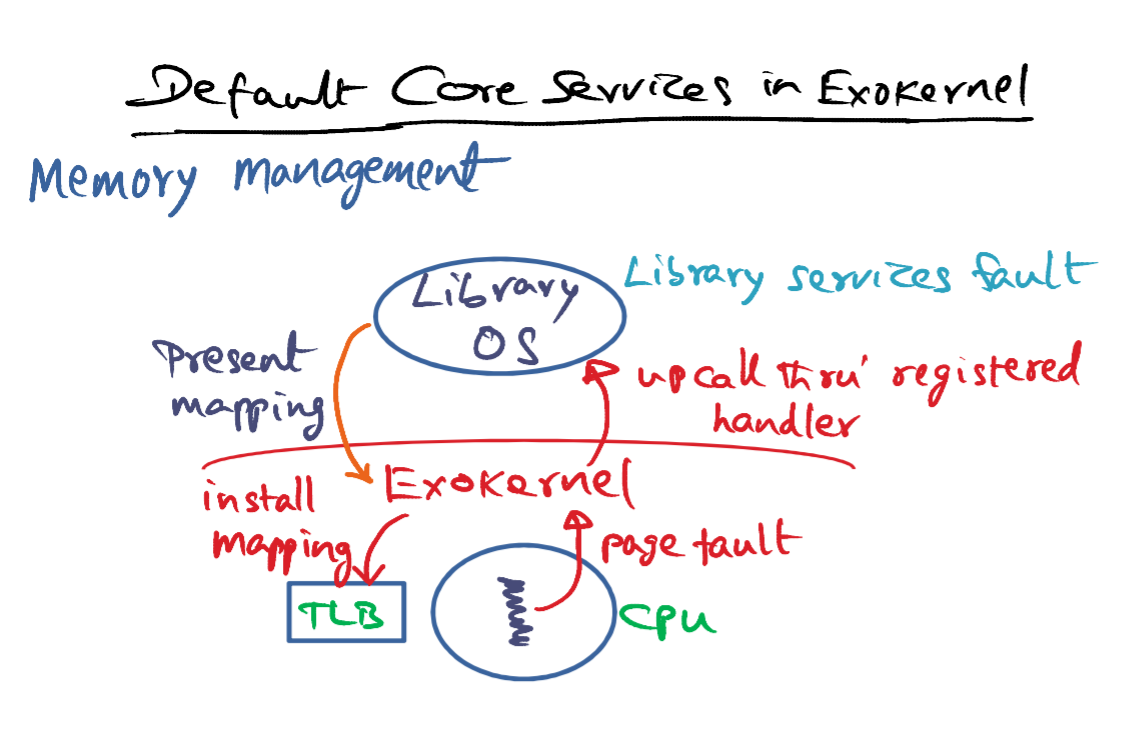 Default Core Services in Exokernel
Memory management
Library
OS
Library services fault
Present
mapping
upcall thru' registered
handler
Exokernel
install
mapping
page fault
TLB
CPU